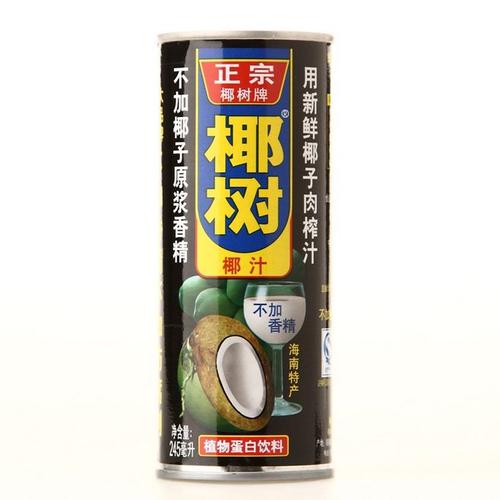 正宗
椰树牌
椰树
®
椰汁
不加椰子原浆香精
用新鲜椰子肉榨汁
不加
香精
海南特产
净含量:
245毫升
植物蛋白饮料